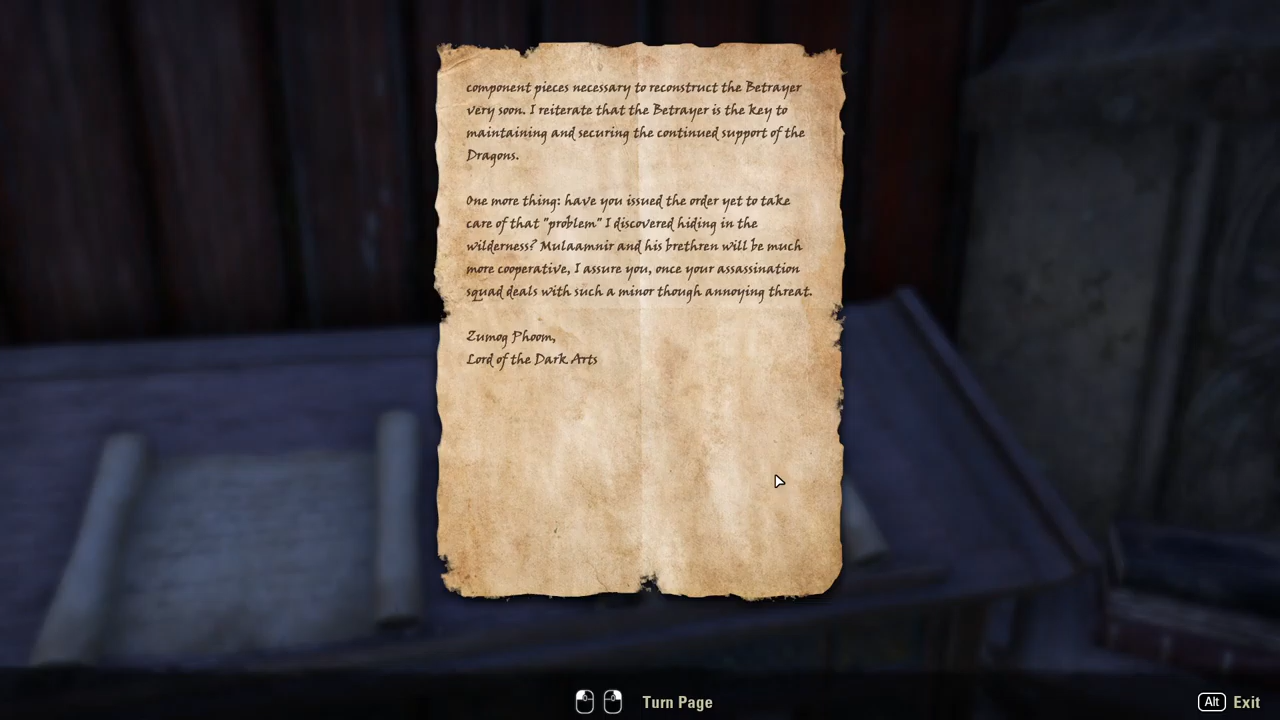 component pieces necessary to reconstruct the Betrayer
very soon. I reiterate that the Betrayer is the key to
maintaining and securing the continued support of the
Dragons.
One more thing: have you issued the order yet to take
care of that "problem" I discovered hiding in the
wilderness? Mulaamnir and his brethren will be much
more cooperative, I assure you, once your assassination
squad deals with such a minor though annoying threat.
Zumog Phoom,
Lord of the Dark Arts
Turn Page
Alt Exit